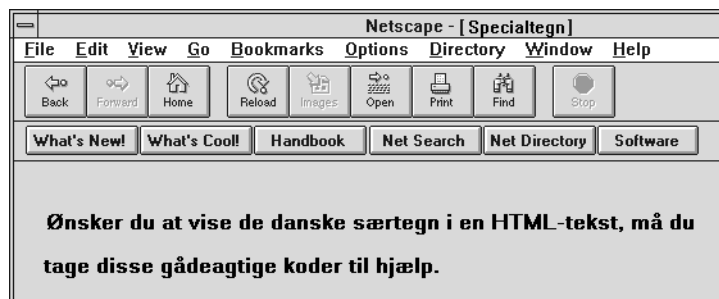 Netscape - [Specialtegn]
File Edit View Go Bookmarks Options Directory Window Help
Back Forward Home Reload Images Open Print Find Stop
What's New! What's Cool! Handbook Net Search Net Directory Software
Ønsker du at vise de danske særtegn i en HTML-tekst, må du
tage disse gådeagtige koder til hjælp.